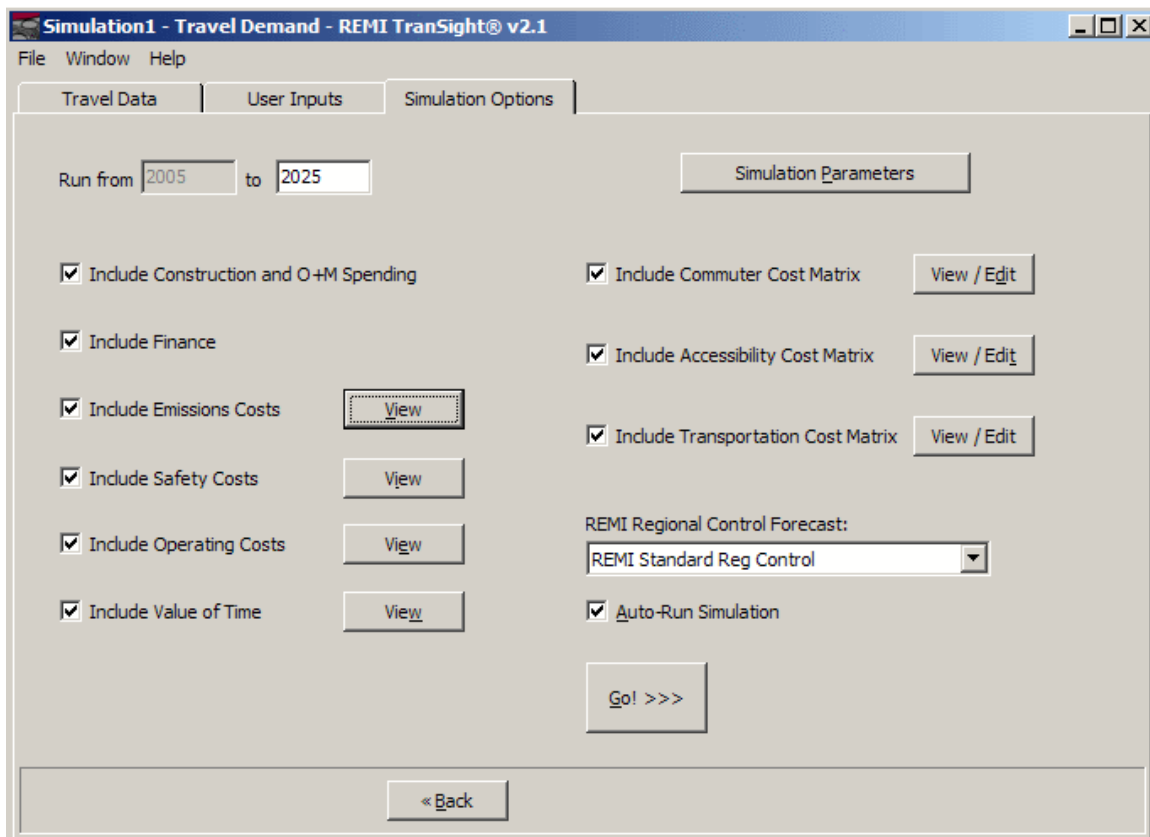 Simulation1 - Travel Demand - REMI TranSight® v2.1
File Window Help
Travel Data User Inputs Simulation Options
Run from 2005 to 2025
Simulation Parameters
Include Construction and O+M Spending
Include Commuter Cost Matrix View / Edit
Include Finance
Include Accessibility Cost Matrix View / Edit
Include Emissions Costs View
Include Transportation Cost Matrix View / Edit
Include Safety Costs View
REMI Regional Control Forecast:
Include Operating Costs View
REMI Standard Reg Control
Include Value of Time View
Auto-Run Simulation
Go! >>>
« Back